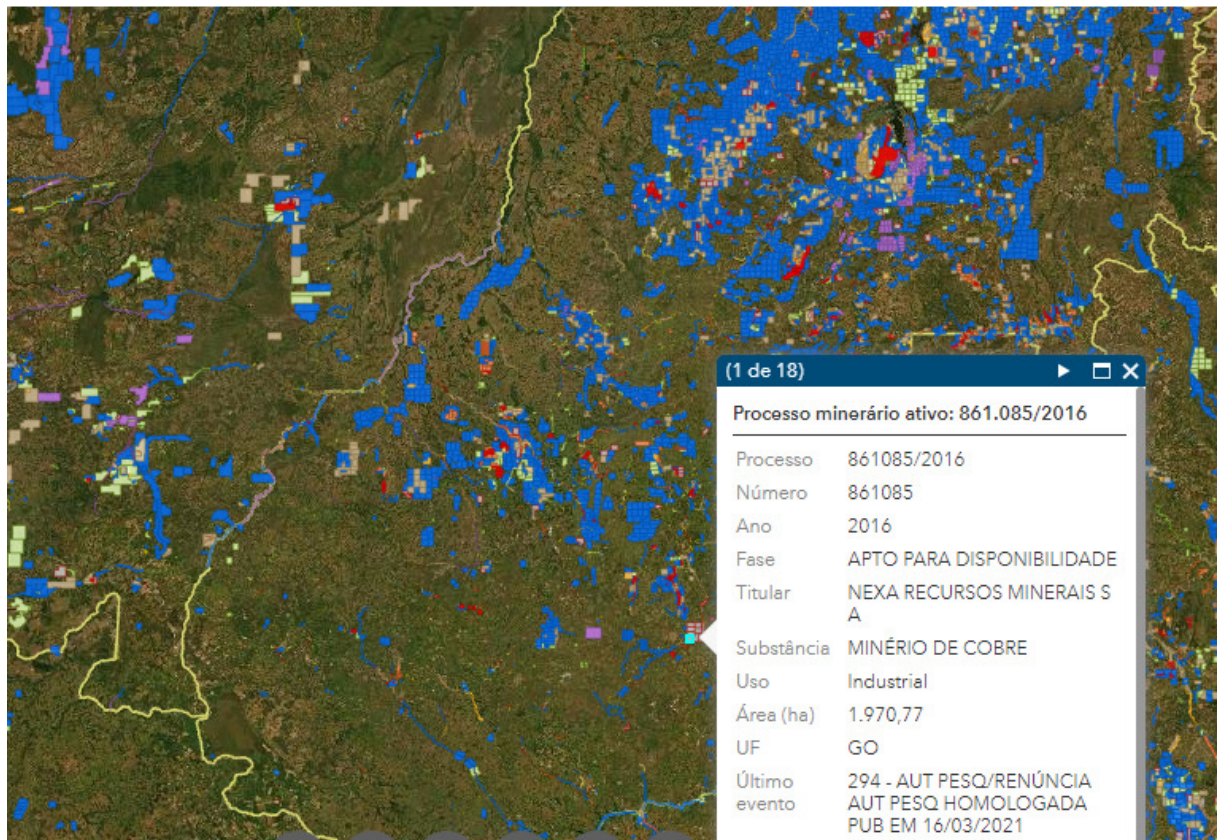 (1 de 18)
Processo minerário ativo: 861.085/2016
Processo 861085/2016
Número 861085
Ano 2016
Fase APTO PARA DISPONIBILIDADE
Titular NEXA RECURSOS MINERAIS S
A
Substância MINÉRIO DE COBRE
Uso Industrial
Área (ha) 1.970,77
UF GO
Último 294 - AUT PESQ/RENÚNCIA
evento AUT PESQ HOMOLOGADA
PUB EM 16/03/2021